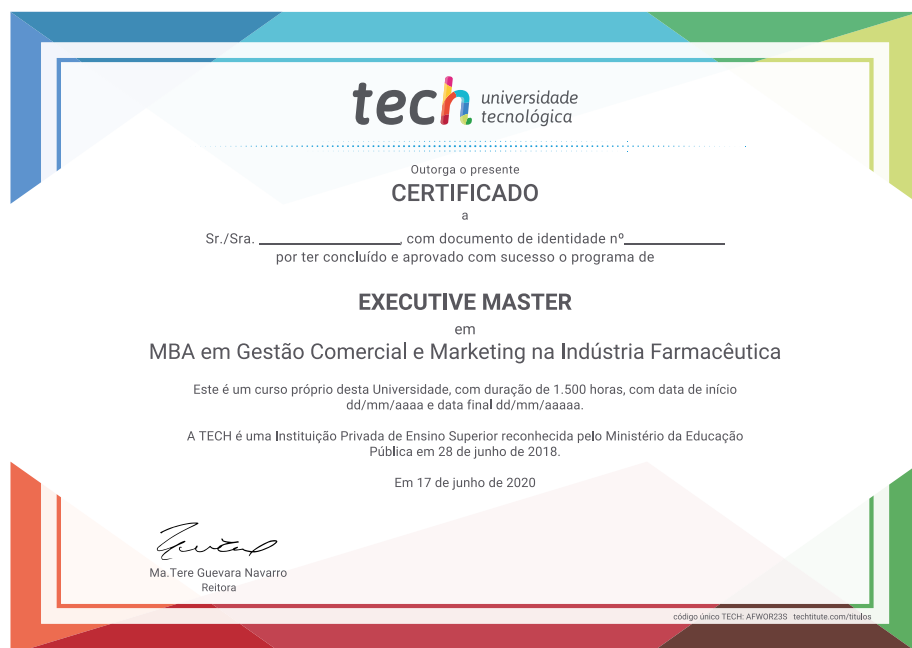 tech universidade
tecnológica
Outorga o presente
CERTIFICADO
a
Sr./Sra. ____________________, com documento de identidade nº______________
por ter concluído e aprovado com sucesso o programa de
EXECUTIVE MASTER
em
MBA em Gestão Comercial e Marketing na Indústria Farmacêutica
Este é um curso próprio desta Universidade, com duração de 1.500 horas, com data de início
dd/mm/aaaa e data final dd/mm/aaaaa.
A TECH é uma Instituição Privada de Ensino Superior reconhecida pelo Ministério da Educação
Pública em 28 de junho de 2018.
Em 17 de junho de 2020
Ma.Tere Guevara Navarro
Reitora
código único TECH: AFWOR23S techtitute.com/titulos